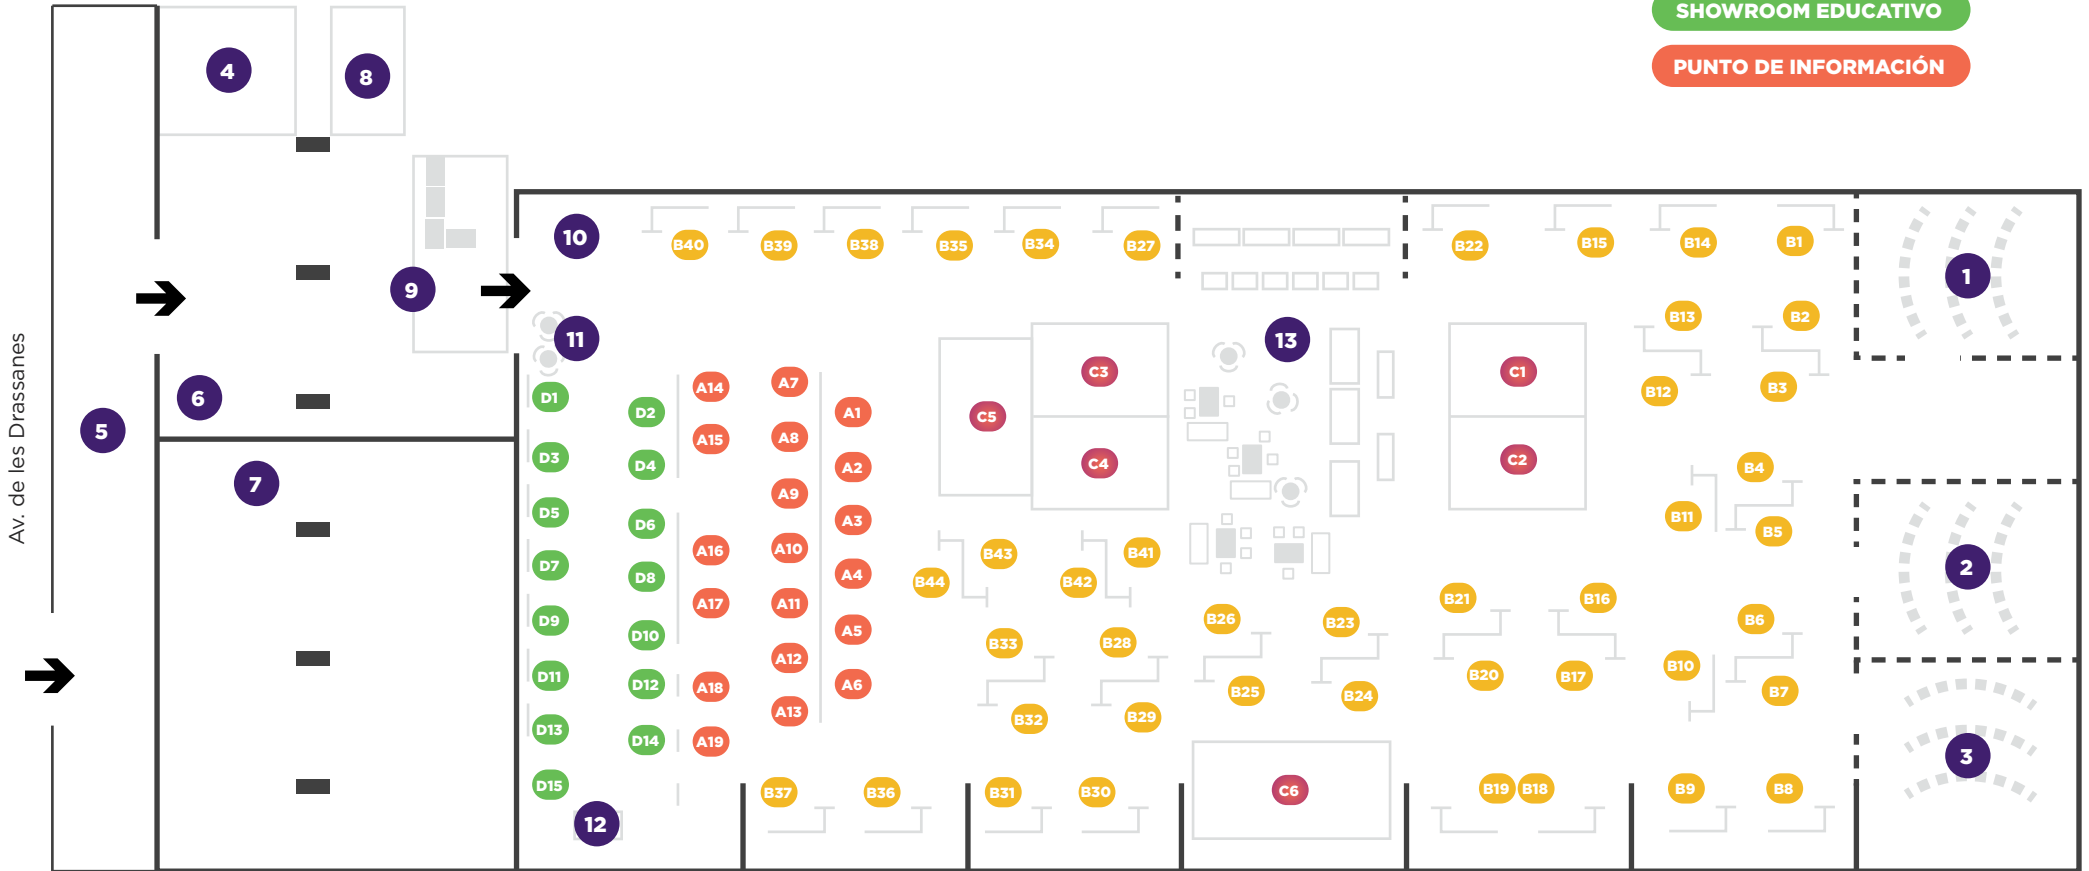 SHOWROOM EDUCATIVO
PUNTO DE INFORMACIÓN
4
8
10
B40
B39
B38
B35
B34
B27
B22
B15
B14
B1
1
9
11
13
B13
B2
Av. de les Drassanes
6
5
7
D1
D2
A14
A7
A1
C3
C5
C4
C1
C2
B12
B3
D3
D4
A15
A8
A2
B4
D5
D6
A9
A3
B11
B5
D7
D8
A16
A10
A4
B44
B43
B42
B41
2
D9
D10
A17
A11
A5
B33
B28
B26
B23
B21
B16
B6
D11
D12
A18
A12
A6
B32
B29
B25
B24
B20
B17
B10
B7
D13
D14
A19
A13
3
D15
B37
B36
B31
B30
C6
B19
B18
B9
B8
12